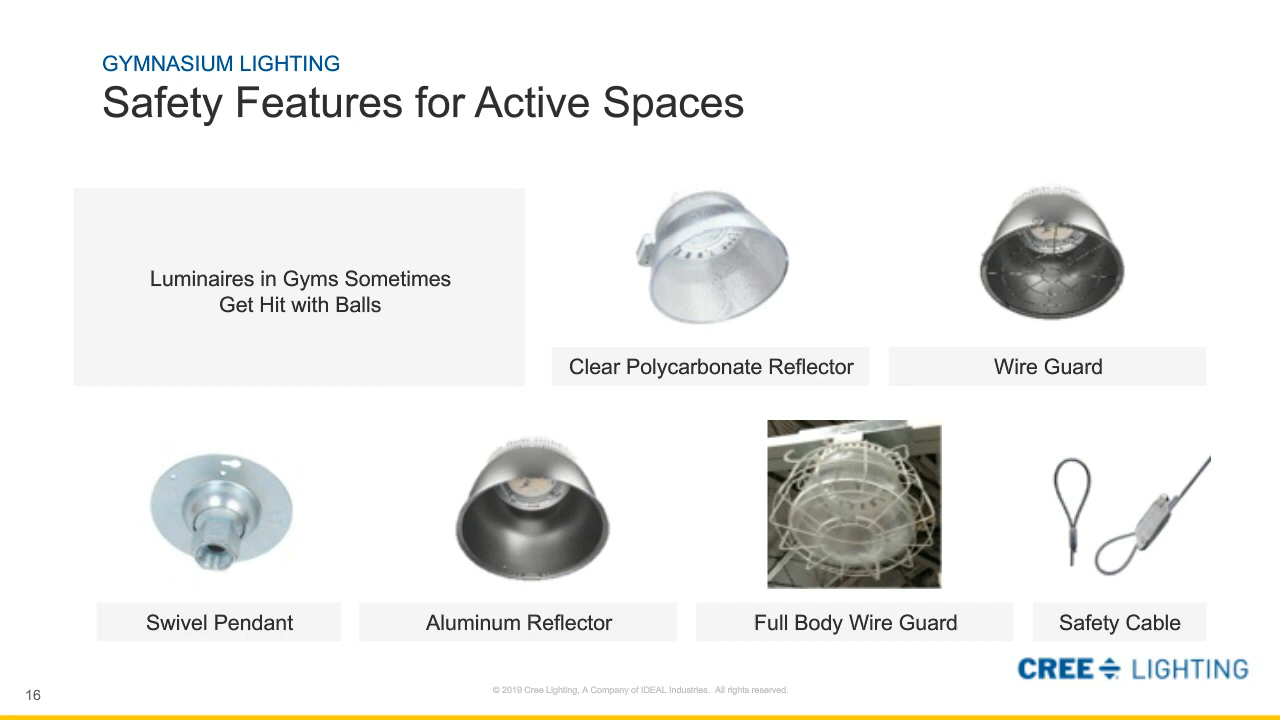 GYMNASIUM LIGHTING
Safety Features for Active Spaces
Luminaires in Gyms Sometimes
Get Hit with Balls
Clear Polycarbonate Reflector
Wire Guard
Swivel Pendant
Aluminum Reflector
Full Body Wire Guard
Safety Cable
CREE LIGHTING
16
© 2019 Cree Lighting, A Company of IDEAL Industries. All rights reserved.